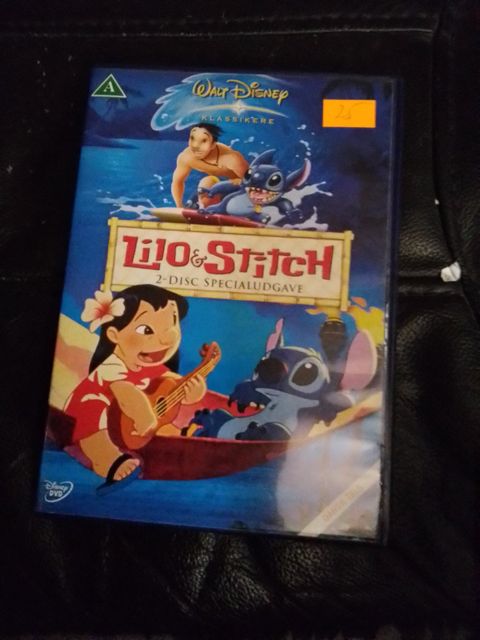 A
WALT DISNEY
KLASSIKERE
25
LILO & STITCH
2-DISC SPECIALUDGAVE
Disney
DVD